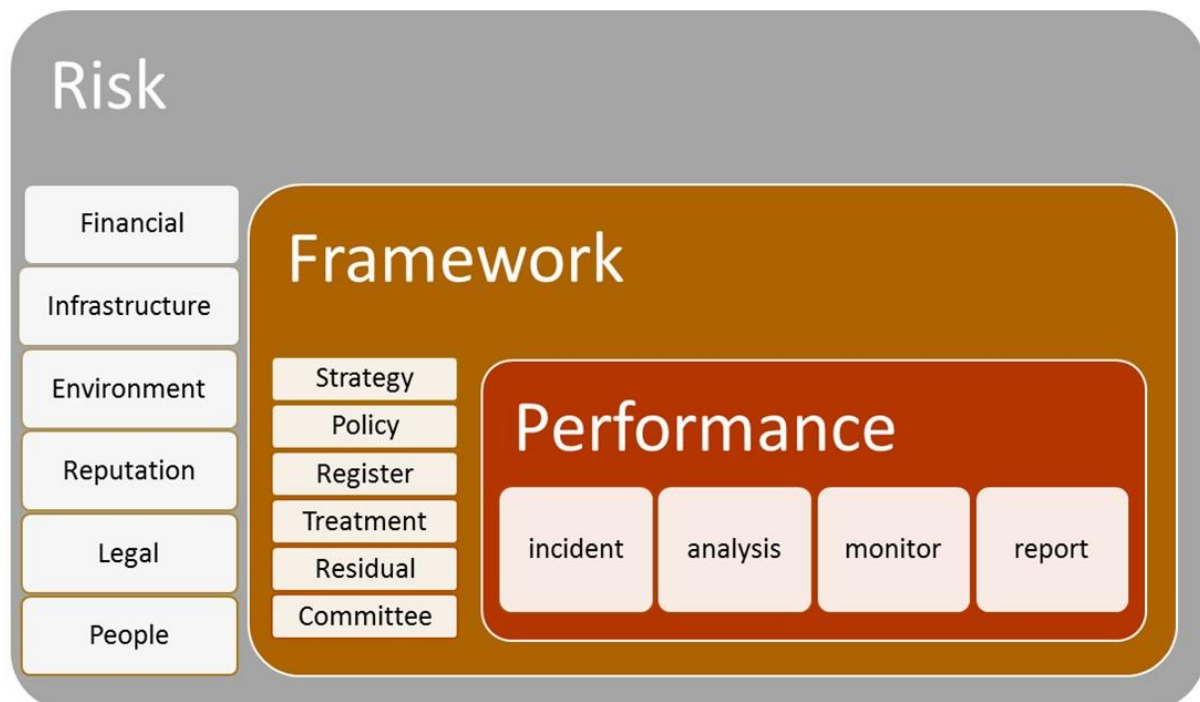 Risk
Financial
Infrastructure
Environment
Reputation
Legal
People
Framework
Strategy
Policy
Register
Treatment
Residual
Committee
Performance
incident
analysis
monitor
report